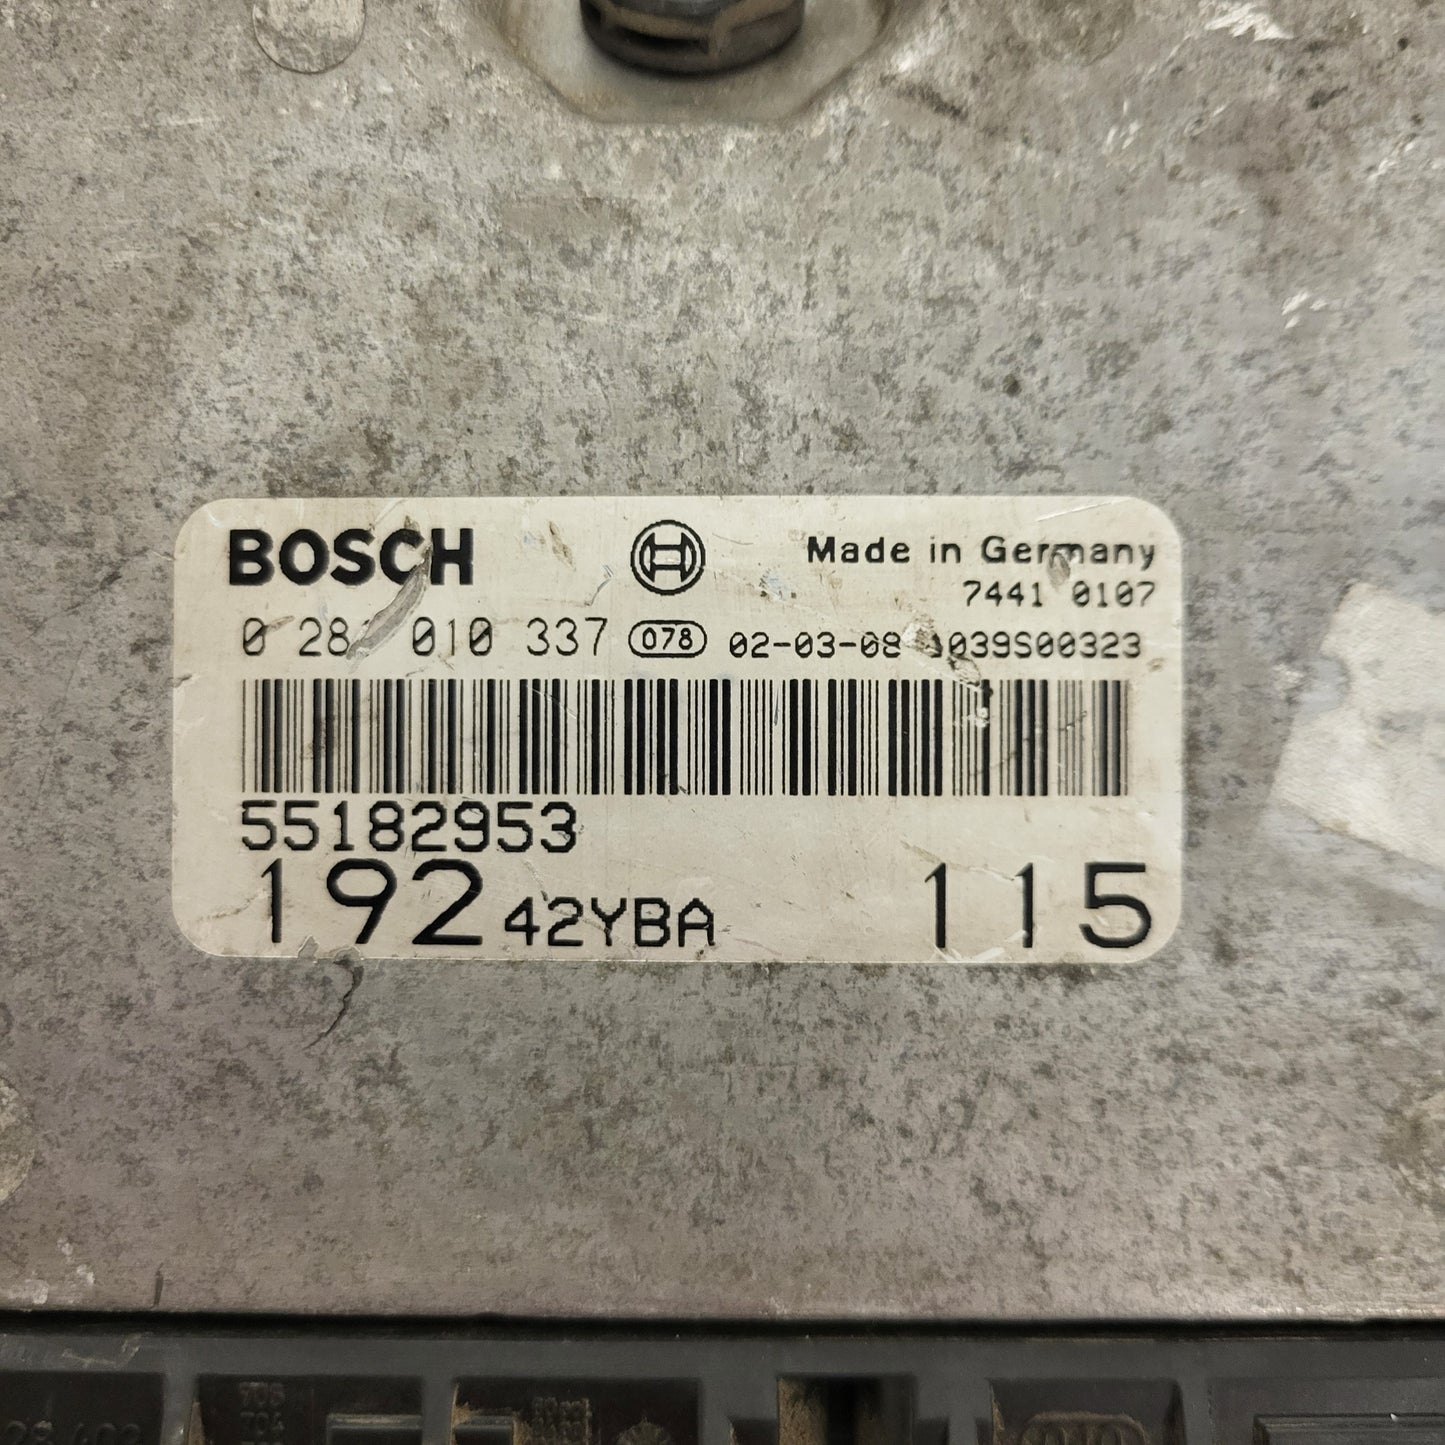 BOSCH Made in Germany
7441 0107
010 337 078 02-03-08
55182953
192 42YBA 115